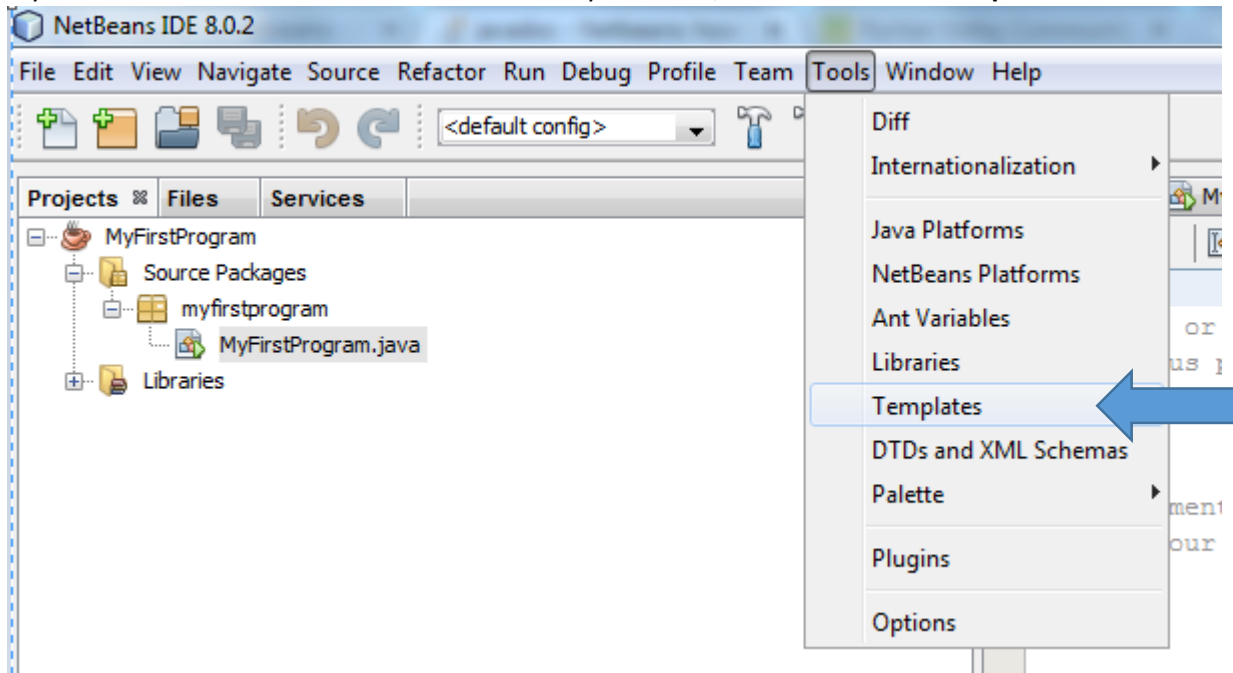 NetBeans IDE 8.0.2
File Edit View Navigate Source Refactor Run Debug Profile Team Tools Window Help
<default config>
Projects Files Services
MyFirstProgram
Source Packages
myfirstprogram
MyFirstProgram.java
Libraries
Diff
Internationalization
Java Platforms
NetBeans Platforms
Ant Variables
Libraries
Templates
DTDs and XML Schemas
Palette
Plugins
Options
or
us